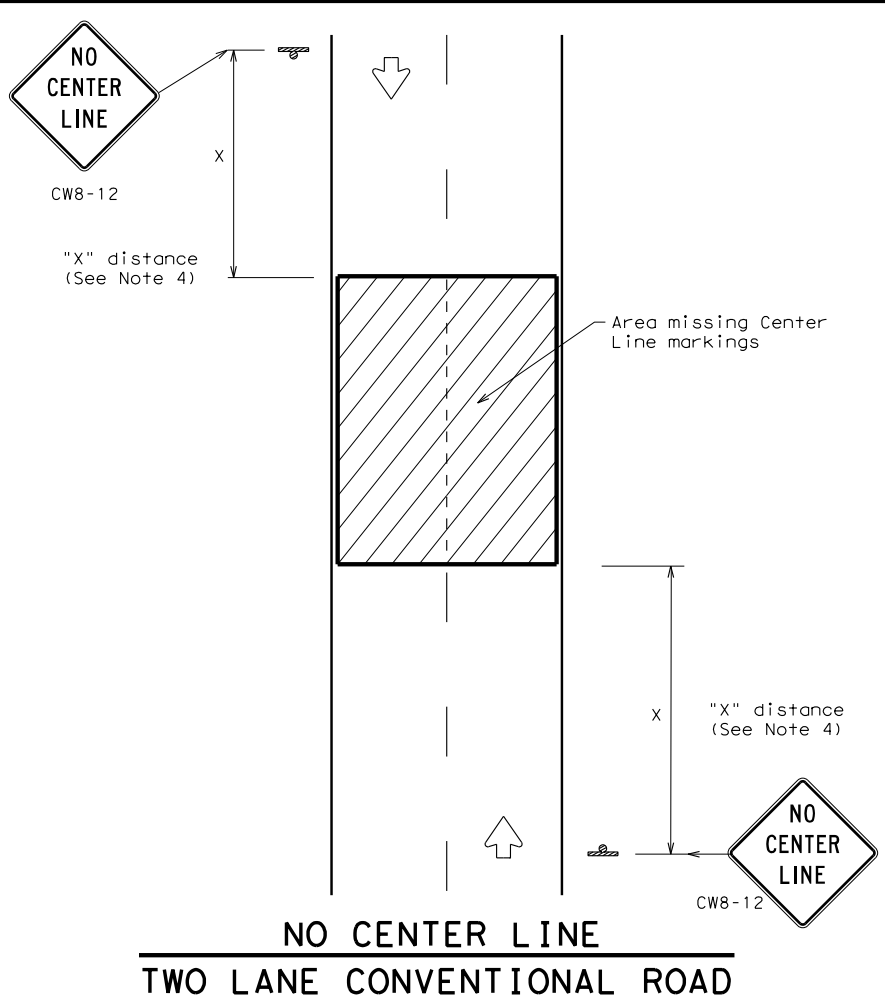 NO
CENTER
LINE
CW8-12
X
"X" distance
(See Note 4)
Area missing Center
Line markings
X
"X" distance
(See Note 4)
NO
CENTER
LINE
CW8-12
NO CENTER LINE
TWO LANE CONVENTIONAL ROAD